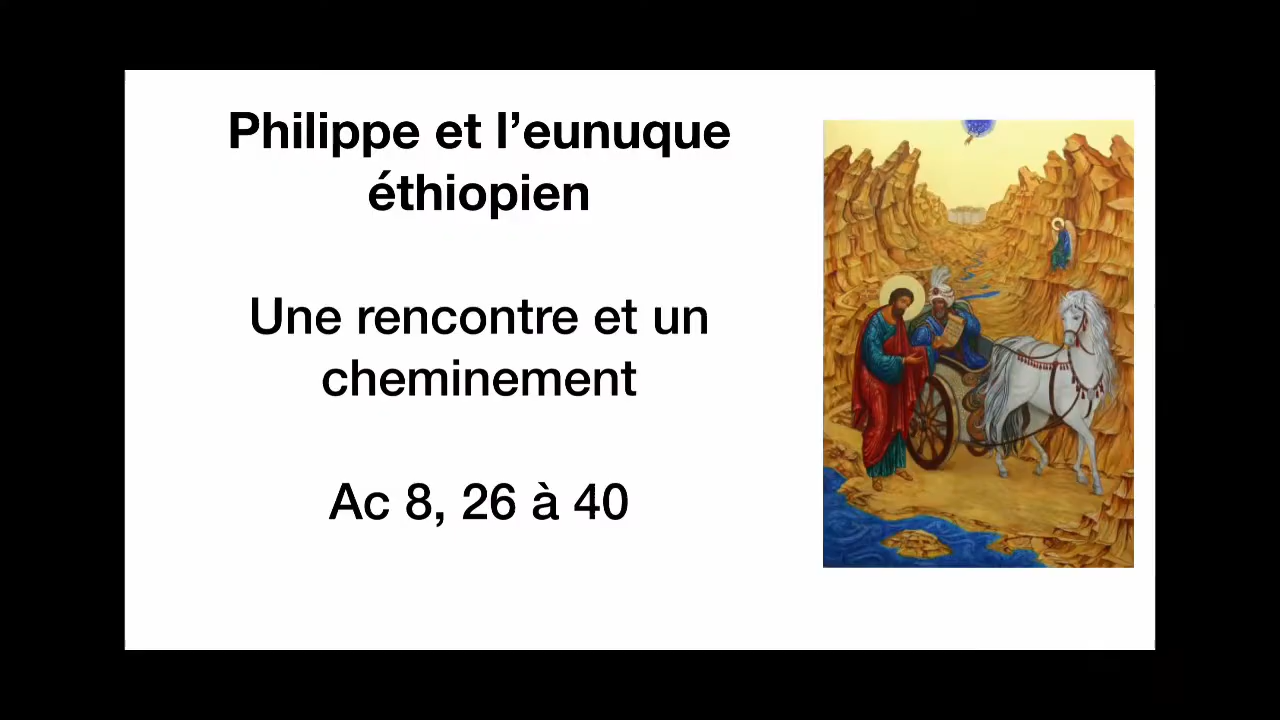 Philippe et l’eunuque
éthiopien
Une rencontre et un
cheminement
Ac 8, 26 à 40